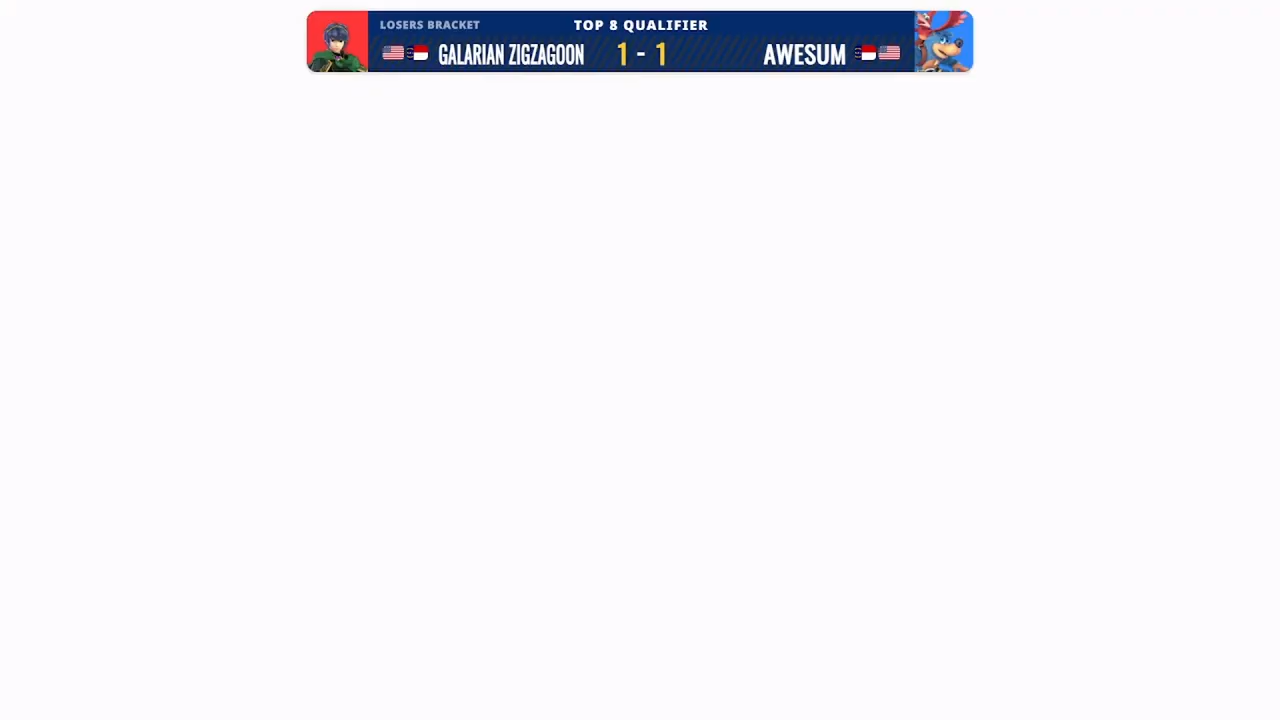 LOSERS BRACKET
TOP 8 QUALIFIER
GALARIAN ZIGZAGOON 1 - 1 AWESUM